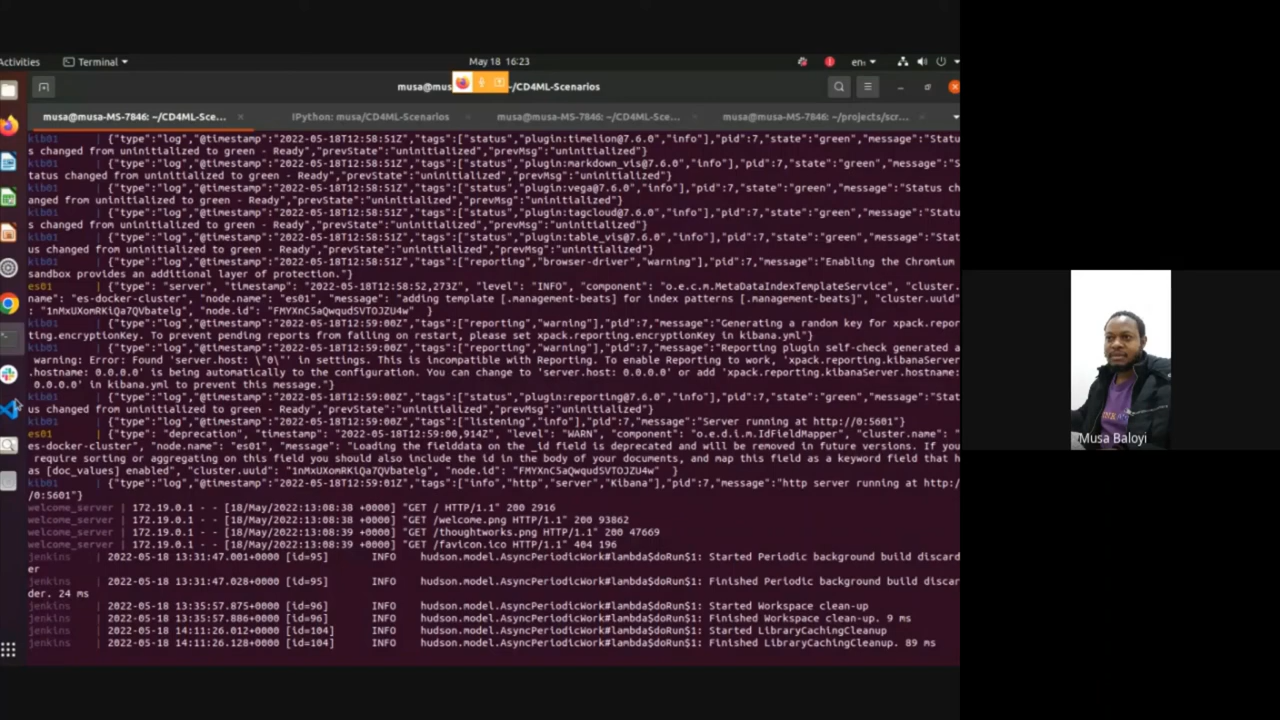 Activities
Terminal
May 18 16:23
en₁
musa@mus
~/CD4ML-Scenarios
musa@musa-MS-7846: ~/CD4ML-Sce...
IPython: musa/CD4ML-Scenarios
musa@musa-MS-7846: ~/CD4ML-Sce...
musa@musa-MS-7846: ~/projects/scr...
kib01 | {"type":"log","@timestamp":"2022-05-18T12:58:51Z","tags":["status","plugin:timelion@7.6.0","info"],"pid":7,"state":"green","message":"Statu
s changed from uninitialized to green - Ready","prevState":"uninitialized","prevMsg":"uninitialized"}
kib01 | {"type":"log","@timestamp":"2022-05-18T12:58:51Z","tags":["status","plugin:markdown_vis@7.6.0","info"],"pid":7,"state":"green","message":"S
tatus changed from uninitialized to green - Ready","prevState":"uninitialized","prevMsg":"uninitialized"}
kib01 | {"type":"log","@timestamp":"2022-05-18T12:58:51Z","tags":["status","plugin:vega@7.6.0","info"],"pid":7,"state":"green","message":"Status ch
anged from uninitialized to green - Ready","prevState":"uninitialized","prevMsg":"uninitialized"}
kib01 | {"type":"log","@timestamp":"2022-05-18T12:58:51Z","tags":["status","plugin:tagcloud@7.6.0","info"],"pid":7,"state":"green","message":"Statu
s changed from uninitialized to green - Ready","prevState":"uninitialized","prevMsg":"uninitialized"}
kib01 | {"type":"log","@timestamp":"2022-05-18T12:58:51Z","tags":["status","plugin:table_vis@7.6.0","info"],"pid":7,"state":"green","message":"Stat
us changed from uninitialized to green - Ready","prevState":"uninitialized","prevMsg":"uninitialized"}
kib01 | {"type":"log","@timestamp":"2022-05-18T12:58:51Z","tags":["reporting","browser-driver","warning"],"pid":7,"message":"Enabling the Chromium
sandbox provides an additional layer of protection."}
es01 | {"type": "server", "timestamp": "2022-05-18T12:58:52,273Z", "level": "INFO", "component": "o.e.c.m.MetaDataIndexTemplateService", "cluster.
name": "es-docker-cluster", "node.name": "es01", "message": "adding template [.management-beats] for index patterns [.management-beats]", "cluster.uuid"
: "1nMxUXomRKiQa7QVbatelg", "node.id": "FMYXnC5aQwqudSVTOJZU4w" }
kib01 | {"type":"log","@timestamp":"2022-05-18T12:59:00Z","tags":["reporting","warning"],"pid":7,"message":"Generating a random key for xpack.repor
ting.encryptionKey. To prevent pending reports from failing on restart, please set xpack.reporting.encryptionKey in kibana.yml"}
kib01 | {"type":"log","@timestamp":"2022-05-18T12:59:00Z","tags":["reporting","warning"],"pid":7,"message":"Reporting plugin self-check generated a
warning: Error: Found 'server.host: \"0\"' in settings. This is incompatible with Reporting. To enable Reporting to work, 'xpack.reporting.kibanaServer
.hostname: 0.0.0.0' is being automatically to the configuration. You can change to 'server.host: 0.0.0.0' or add 'xpack.reporting.kibanaServer.hostname:
0.0.0.0' in kibana.yml to prevent this message."}
kib01 | {"type":"log","@timestamp":"2022-05-18T12:59:00Z","tags":["status","plugin:reporting@7.6.0","info"],"pid":7,"state":"green","message":"Stat
us changed from uninitialized to green - Ready","prevState":"uninitialized","prevMsg":"uninitialized"}
kib01 | {"type":"log","@timestamp":"2022-05-18T12:59:00Z","tags":["listening","info"],"pid":7,"message":"Server running at http://0:5601"}
es01 | {"type": "deprecation", "timestamp": "2022-05-18T12:59:00,914Z", "level": "WARN", "component": "o.e.d.i.m.IdFieldMapper", "cluster.name": "
es-docker-cluster", "node.name": "es01", "message": "Loading the fielddata on the _id field is deprecated and will be removed in future versions. If you
require sorting or aggregating on this field you should also include the id in the body of your documents, and map this field as a keyword field that h
as [doc_values] enabled", "cluster.uuid": "1nMxUXomRKiQa7QVbatelg", "node.id": "FMYXnC5aQwqudSVTOJZU4w" }
kib01 | {"type":"log","@timestamp":"2022-05-18T12:59:01Z","tags":["info","http","server","Kibana"],"pid":7,"message":"http server running at http:/
/0:5601"}
welcome_server | 172.19.0.1 - - [18/May/2022:13:08:38 +0000] "GET / HTTP/1.1" 200 2916
welcome_server | 172.19.0.1 - - [18/May/2022:13:08:38 +0000] "GET /welcome.png HTTP/1.1" 200 93862
welcome_server | 172.19.0.1 - - [18/May/2022:13:08:39 +0000] "GET /thoughtworks.png HTTP/1.1" 200 47669
welcome_server | 172.19.0.1 - - [18/May/2022:13:08:39 +0000] "GET /favicon.ico HTTP/1.1" 404 196
jenkins | 2022-05-18 13:31:47.001+0000 [id=95] INFO hudson.model.AsyncPeriodicWork#lambda$doRun$1: Started Periodic background build discard
er
jenkins | 2022-05-18 13:31:47.028+0000 [id=95] INFO hudson.model.AsyncPeriodicWork#lambda$doRun$1: Finished Periodic background build discar
der. 24 ms
jenkins | 2022-05-18 13:35:57.875+0000 [id=96] INFO hudson.model.AsyncPeriodicWork#lambda$doRun$1: Started Workspace clean-up
jenkins | 2022-05-18 13:35:57.886+0000 [id=96] INFO hudson.model.AsyncPeriodicWork#lambda$doRun$1: Finished Workspace clean-up. 9 ms
jenkins | 2022-05-18 14:11:26.012+0000 [id=104] INFO hudson.model.AsyncPeriodicWork#lambda$doRun$1: Started LibraryCachingCleanup
jenkins | 2022-05-18 14:11:26.128+0000 [id=104] INFO hudson.model.AsyncPeriodicWork#lambda$doRun$1: Finished LibraryCachingCleanup. 89 ms
Musa Baloyi